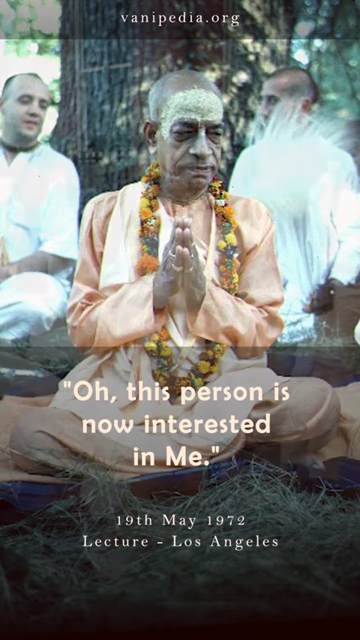 vanipedia.org
"Oh, this person is
now interested
in Me."
19th May 1972
Lecture - Los Angeles